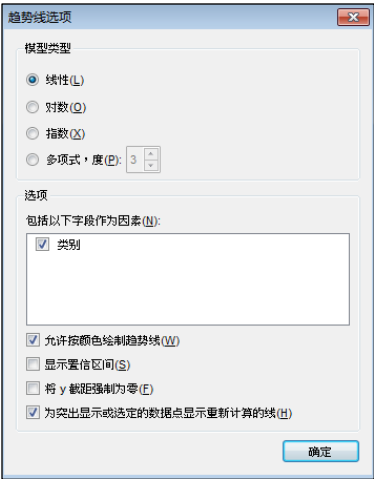 趋势线选项
模型类型
线性(L)
对数(O)
指数(X)
多项式，度(P): 3
选项
包括以下字段作为因素(N):
类别
允许按颜色绘制趋势线(W)
显示置信区间(S)
将 y 截距强制为零(F)
为突出显示或选定的数据点显示重新计算的线(H)
确定